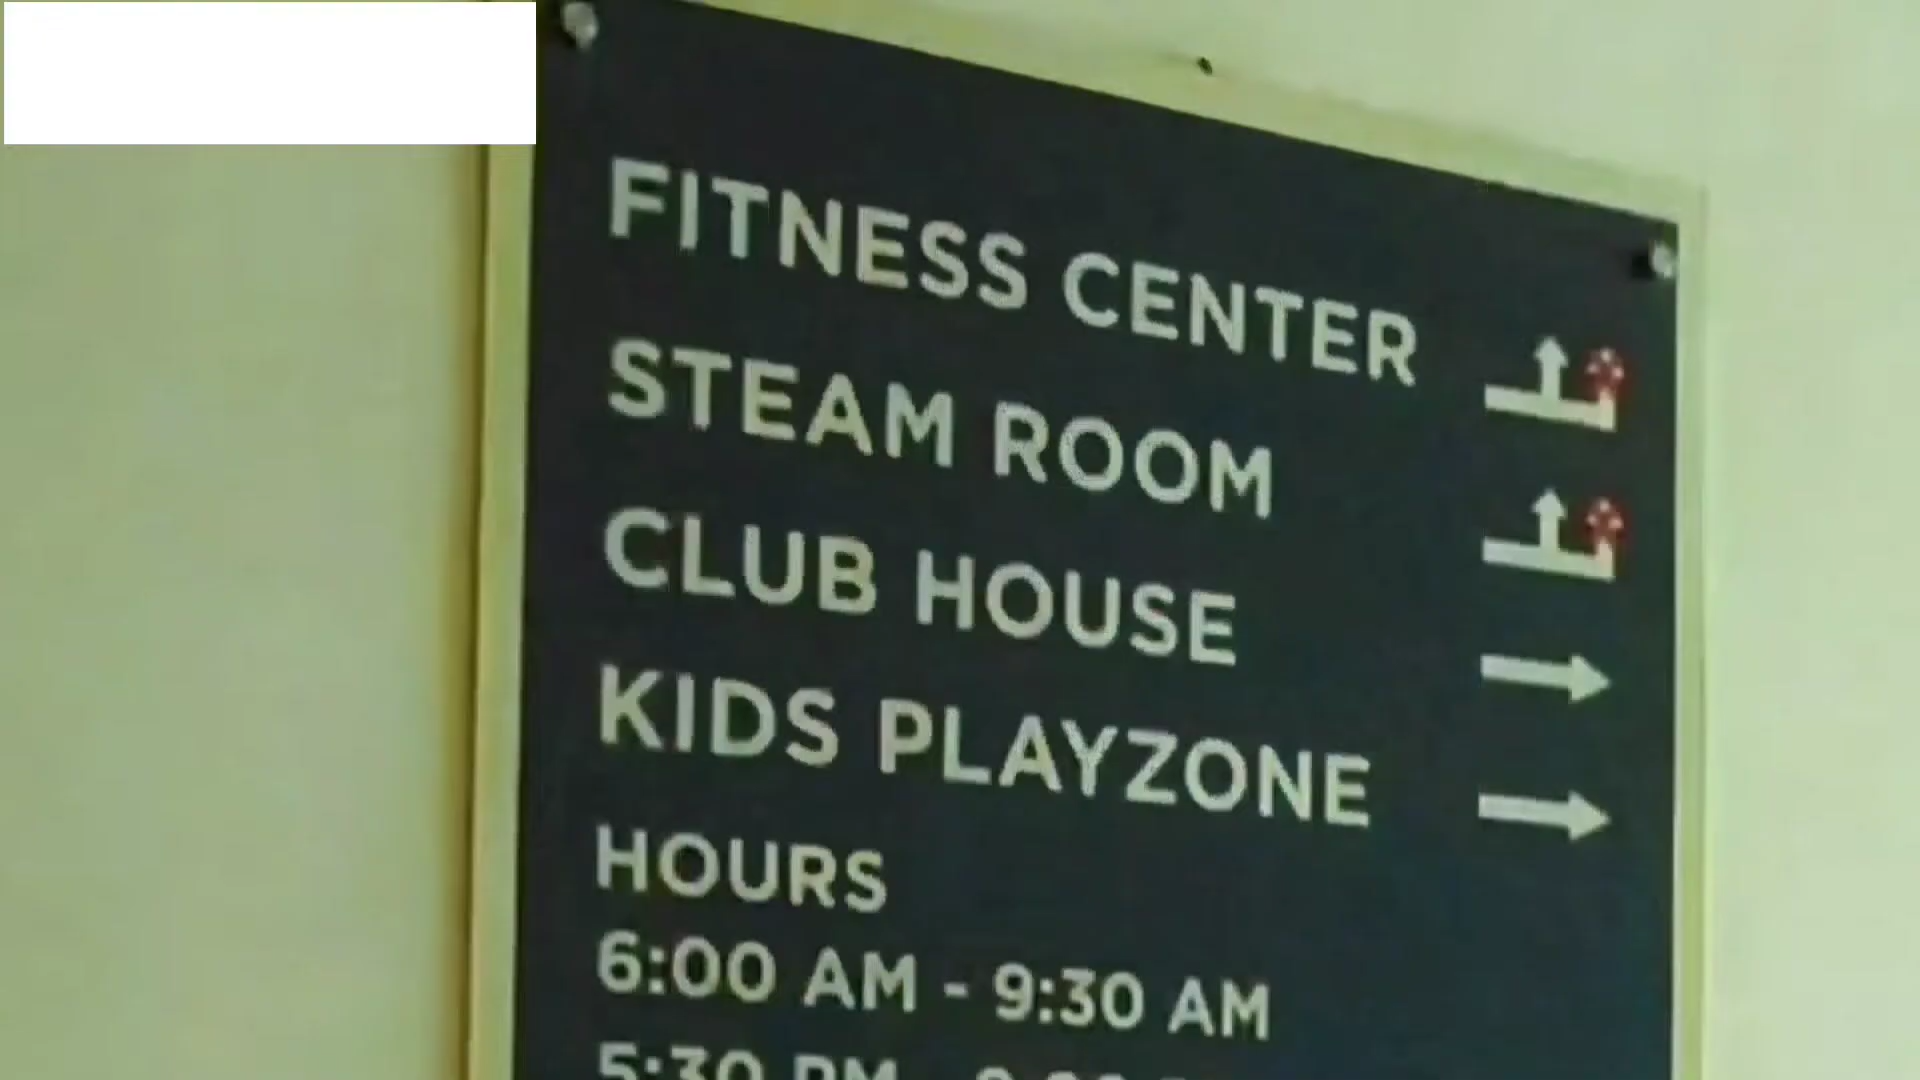 FITNESS CENTER
STEAM ROOM
CLUB HOUSE
KIDS PLAYZONE
HOURS
6:00 AM - 9:30 AM
5:30 PM -